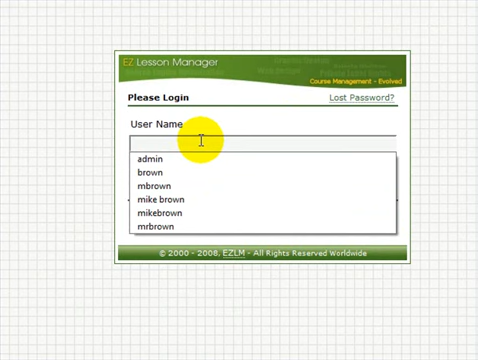 EZ Lesson Manager
Course Management - Evolved
Please Login
Lost Password?
User Name
admin
brown
mbrown
mike brown
mikebrown
mrbrown
© 2000 - 2008, EZLM - All Rights Reserved Worldwide